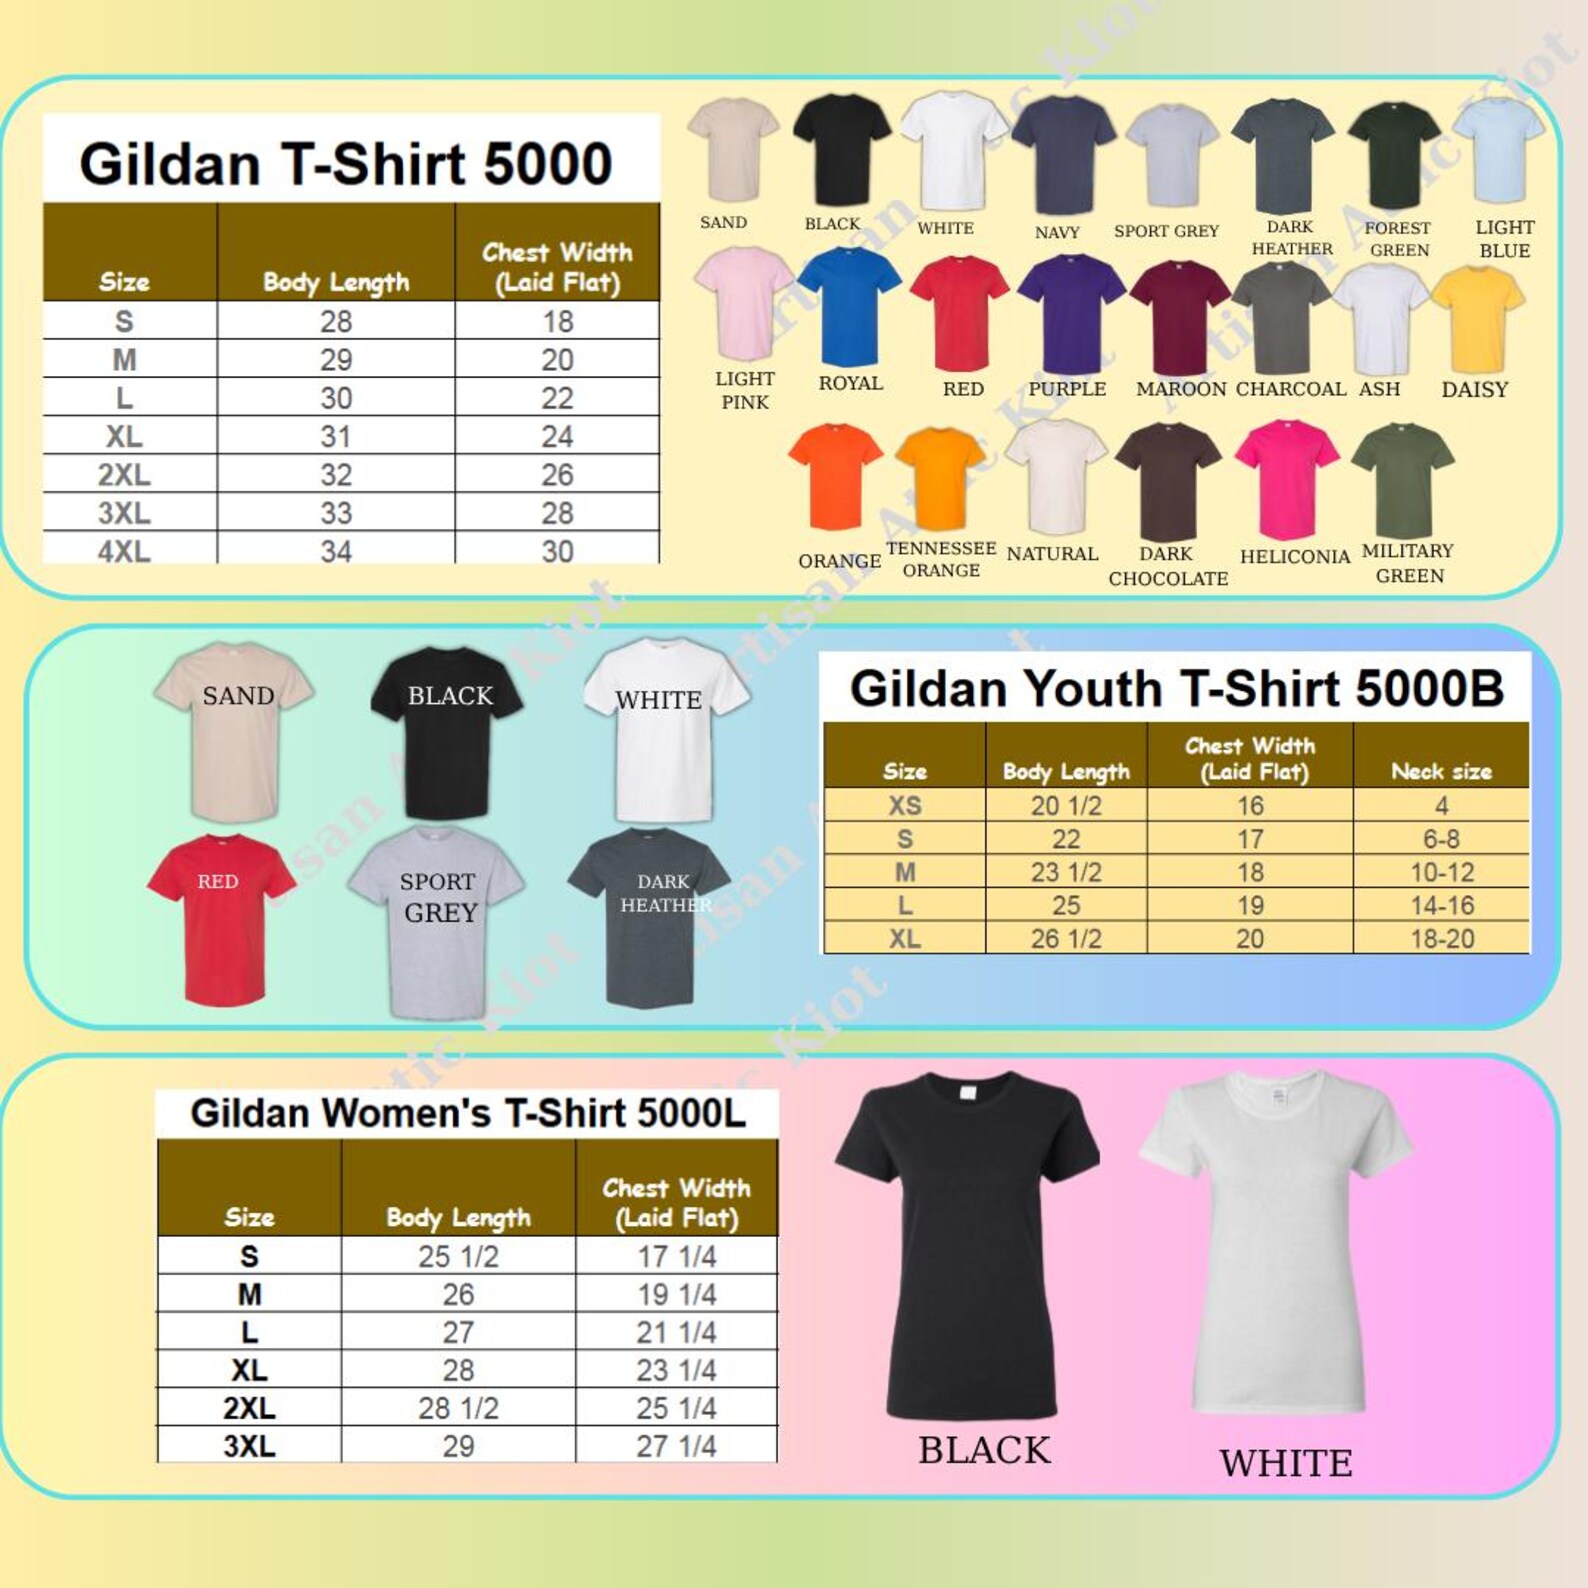 Gildan T-Shirt 5000
Size Body Length Chest Width (Laid Flat)
S 28 18
M 29 20
L 30 22
XL 31 24
2XL 32 26
3XL 33 28
4XL 34 30
SAND BLACK WHITE NAVY SPORT GREY DARK HEATHER FOREST GREEN LIGHT BLUE
LIGHT PINK ROYAL RED PURPLE MAROON CHARCOAL ASH DAISY
ORANGE TENNESSEE ORANGE NATURAL DARK CHOCOLATE HELICONIA MILITARY GREEN
SAND BLACK WHITE
RED SPORT GREY DARK HEATHER
Gildan Youth T-Shirt 5000B
Size Body Length Chest Width (Laid Flat) Neck size
XS 20 1/2 16 4
S 22 17 6-8
M 23 1/2 18 10-12
L 25 19 14-16
XL 26 1/2 20 18-20
Gildan Women's T-Shirt 5000L
Size Body Length Chest Width (Laid Flat)
S 25 1/2 17 1/4
M 26 19 1/4
L 27 21 1/4
XL 28 23 1/4
2XL 28 1/2 25 1/4
3XL 29 27 1/4
BLACK WHITE